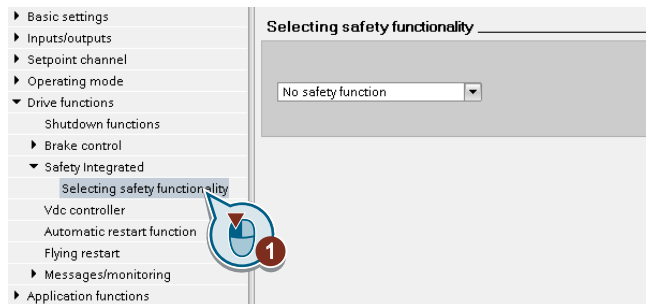 Basic settings
Inputs/outputs
Setpoint channel
Operating mode
Drive functions
Shutdown functions
Brake control
Safety Integrated
Selecting safety functionality
Vdc controller
Automatic restart function
Flying restart
Messages/monitoring
Application functions
Selecting safety functionality
No safety function
1